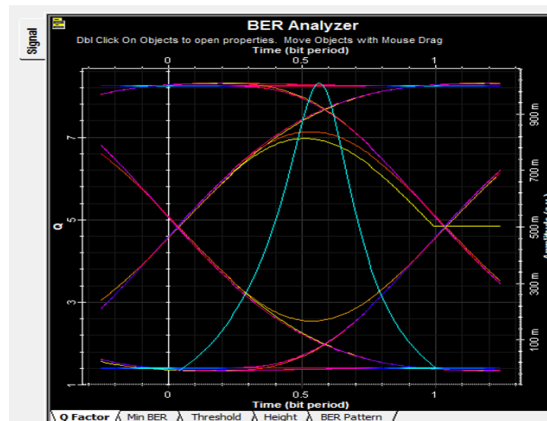 Signal
BER Analyzer
Dbl Click On Objects to open properties. Move Objects with Mouse Drag
Time (bit period)
0 0.5 1
7
5
3
1
Q
900 m
700 m
500 m
300 m
100 m
0 0.5 1
Time (bit period)
Q Factor Min BER Threshold Height BER Pattern